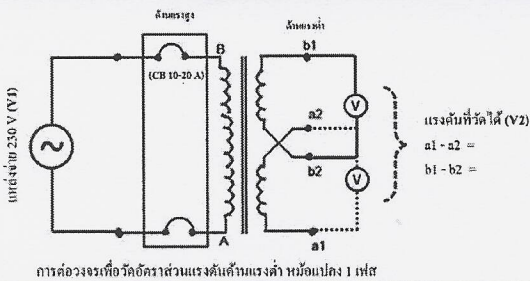 ด้านแรงสูง
ด้านแรงต่ำ
B
b1
(CB 10-20 A)
V
แหล่งจ่าย 230 V (V1)
a2
b2
V
แรงดันที่วัดได้ (V2)
a1 - a2 =
b1 - b2 =
A
a1
การต่อวงจรเพื่อวัดอัตราส่วนแรงดันด้านแรงต่ำ หม้อแปลง 1 เฟส